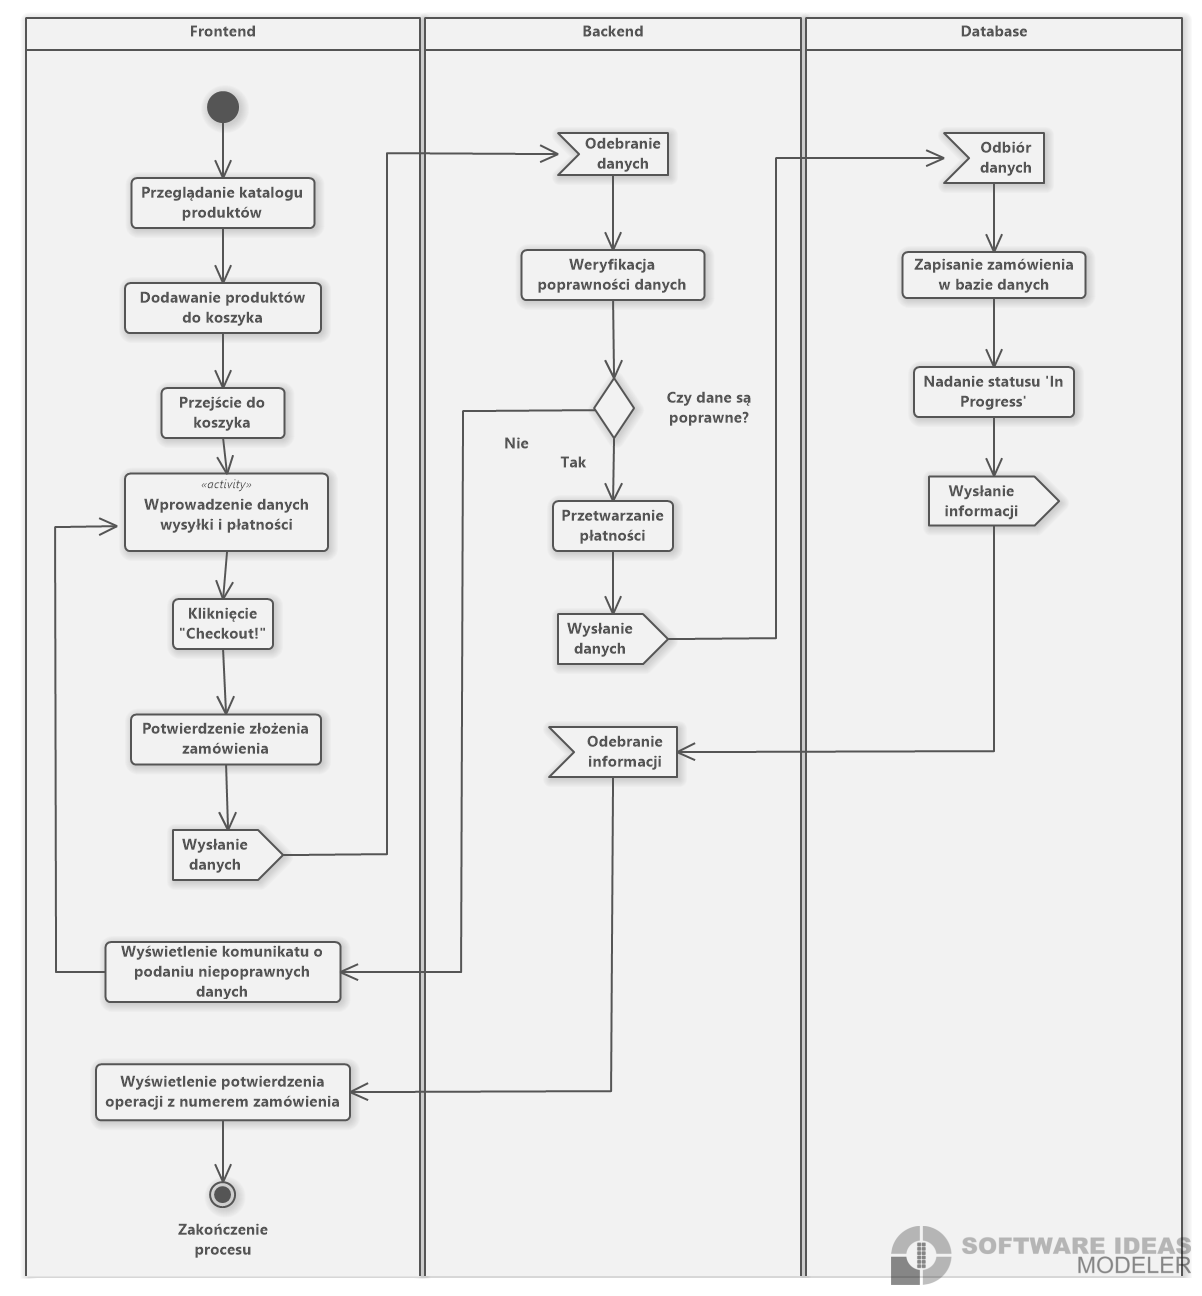 Frontend
Backend
Database
Przeglądanie katalogu
produktów
Dodawanie produktów
do koszyka
Przejście do
koszyka
«activity»
Wprowadzenie danych
wysyłki i płatności
Kliknięcie
"Checkout!"
Potwierdzenie złożenia
zamówienia
Wysłanie
danych
Wyświetlenie komunikatu o
podaniu niepoprawnych
danych
Wyświetlenie potwierdzenia
operacji z numerem zamówienia
Zakończenie
procesu
Odebranie
danych
Weryfikacja
poprawności danych
Czy dane są
poprawne?
Nie
Tak
Przetwarzanie
płatności
Wysłanie
danych
Odebranie
informacji
Odbiór
danych
Zapisanie zamówienia
w bazie danych
Nadanie statusu 'In
Progress'
Wysłanie
informacji
SOFTWARE IDEAS
MODELER